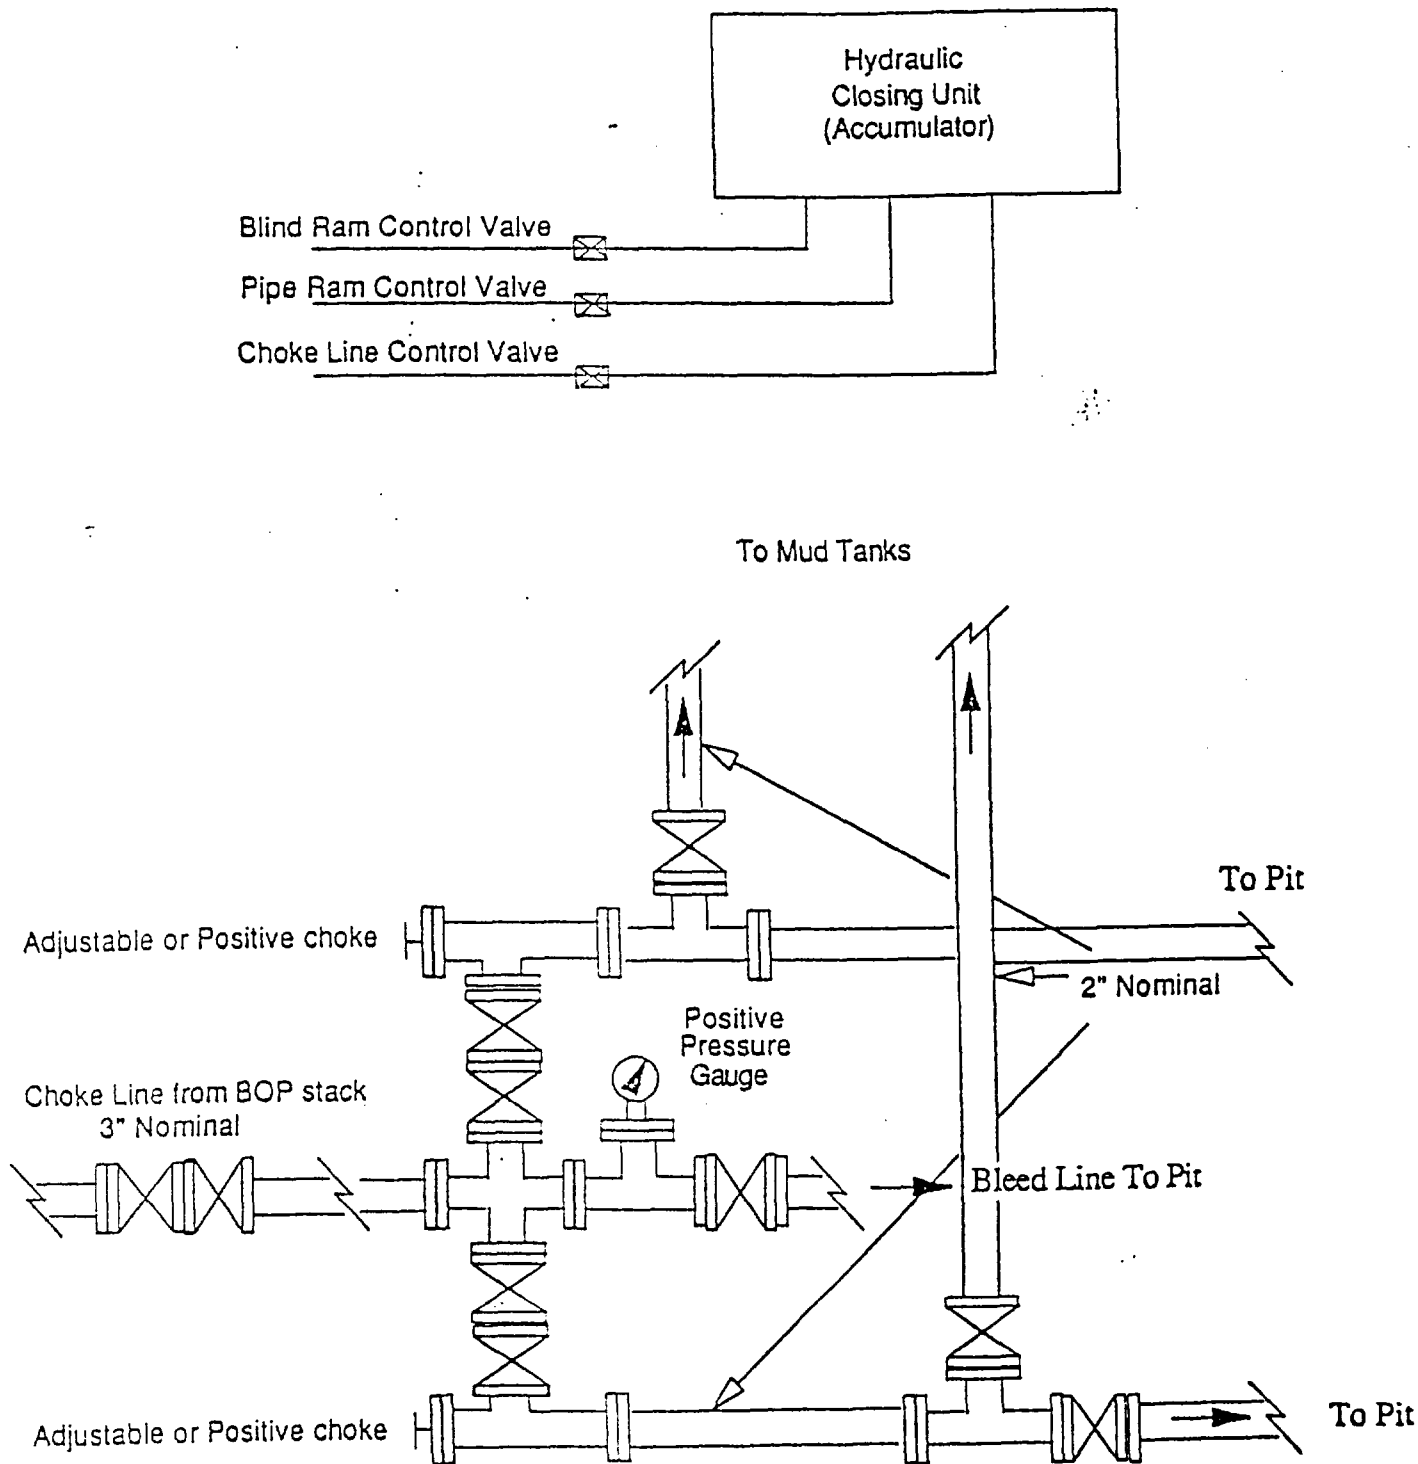 Hydraulic
Closing Unit
(Accumulator)
Blind Ram Control Valve
Pipe Ram Control Valve
Choke Line Control Valve
To Mud Tanks
To Pit
Adjustable or Positive choke
2" Nominal
Positive
Pressure
Gauge
Choke Line from BOP stack
3" Nominal
Bleed Line To Pit
To Pit
Adjustable or Positive choke